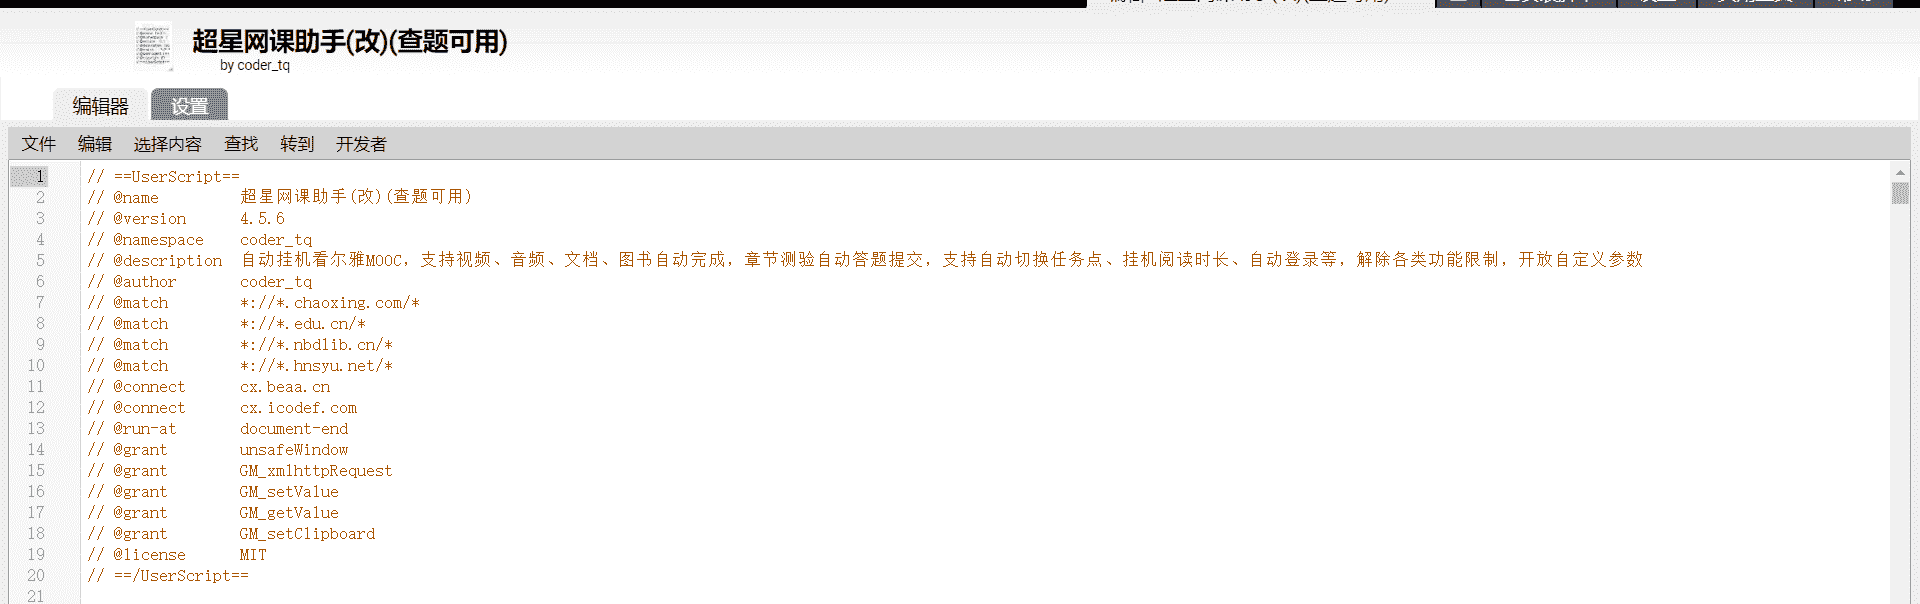 超星网课助手(改)(查题可用)
by coder_tq
编辑器 设置
文件 编辑 选择内容 查找 转到 开发者
1 // ==UserScript==
2 // @name 超星网课助手(改)(查题可用)
3 // @version 4.5.6
4 // @namespace coder_tq
5 // @description 自动挂机看尔雅MOOC，支持视频、音频、文档、图书自动完成，章节测验自动答题提交，支持自动切换任务点、挂机阅读时长、自动登录等，解除各类功能限制，开放自定义参数
6 // @author coder_tq
7 // @match *://*.chaoxing.com/*
8 // @match *://*.edu.cn/*
9 // @match *://*.nbdlib.cn/*
10 // @match *://*.hnsyu.net/*
11 // @connect cx.beaa.cn
12 // @connect cx.icodef.com
13 // @run-at document-end
14 // @grant unsafeWindow
15 // @grant GM_xmlhttpRequest
16 // @grant GM_setValue
17 // @grant GM_getValue
18 // @grant GM_setClipboard
19 // @license MIT
20 // ==/UserScript==
21